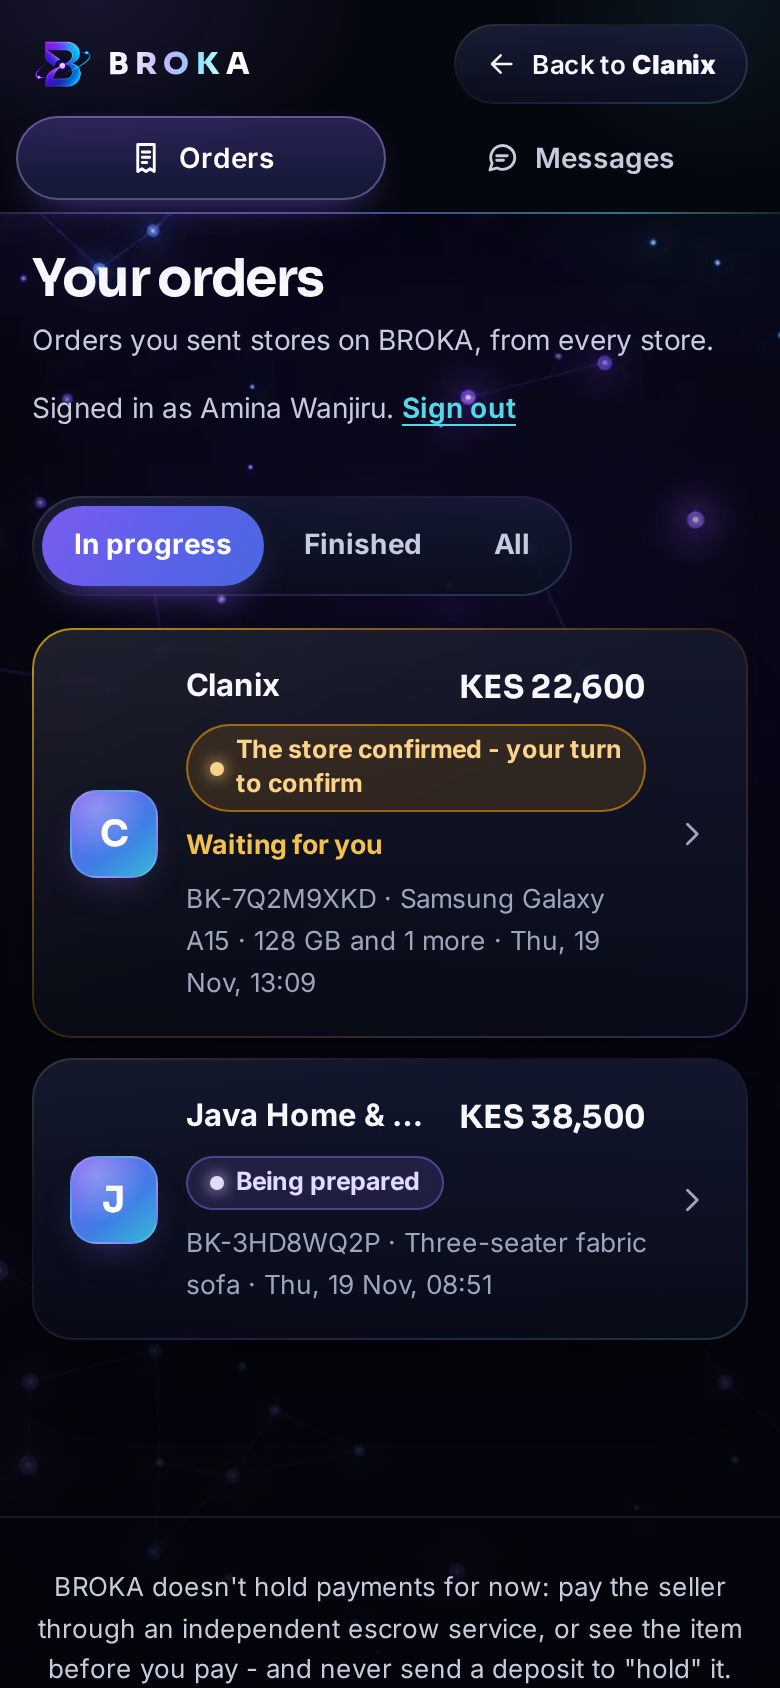 BROKA
Back to Clanix
Orders
Messages
Your orders
Orders you sent stores on BROKA, from every store.
Signed in as Amina Wanjiru. Sign out
In progress
Finished
All
Clanix
KES 22,600
The store confirmed - your turn
to confirm
C
Waiting for you
BK-7Q2M9XKD · Samsung Galaxy
A15 · 128 GB and 1 more · Thu, 19
Nov, 13:09
Java Home & ...
KES 38,500
J
Being prepared
BK-3HD8WQ2P · Three-seater fabric
sofa · Thu, 19 Nov, 08:51
BROKA doesn't hold payments for now: pay the seller
through an independent escrow service, or see the item
before you pay - and never send a deposit to "hold" it.